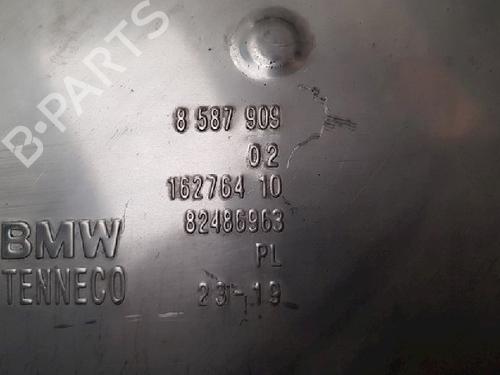 B-PARTS
8 587 909
02
162764 10
82486963
BMW
PL
TENNECO
23-19